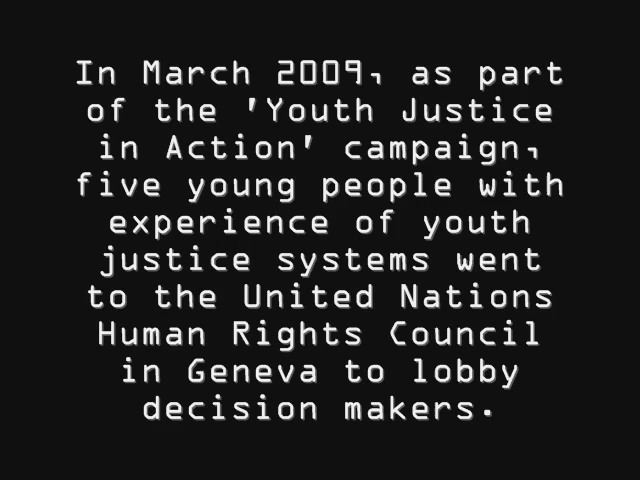 In March 2009, as part
of the 'Youth Justice
in Action' campaign,
five young people with
experience of youth
justice systems went
to the United Nations
Human Rights Council
in Geneva to lobby
decision makers.